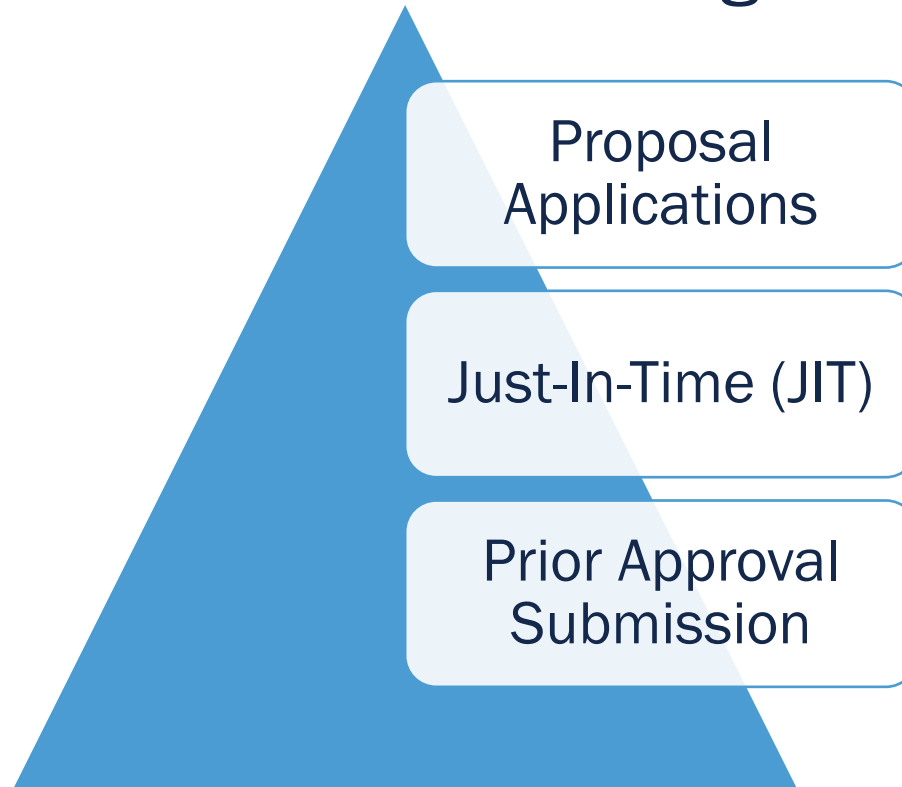 Proposal
Applications
Just-In-Time (JIT)
Prior Approval
Submission